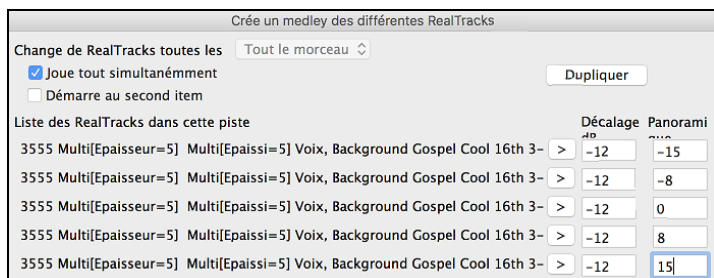 Crée un medley des différentes RealTracks
Change de RealTracks toutes les Tout le morceau
Joue tout simultanémment
Dupliquer
Démarre au second item
Liste des RealTracks dans cette piste Décalage dB Panorami que
3555 Multi[Epaisseur=5] Multi[Epaissi=5] Voix, Background Gospel Cool 16th 3- > -12 -15
3555 Multi[Epaisseur=5] Multi[Epaissi=5] Voix, Background Gospel Cool 16th 3- > -12 -8
3555 Multi[Epaisseur=5] Multi[Epaissi=5] Voix, Background Gospel Cool 16th 3- > -12 0
3555 Multi[Epaisseur=5] Multi[Epaissi=5] Voix, Background Gospel Cool 16th 3- > -12 8
3555 Multi[Epaisseur=5] Multi[Epaissi=5] Voix, Background Gospel Cool 16th 3- > -12 15